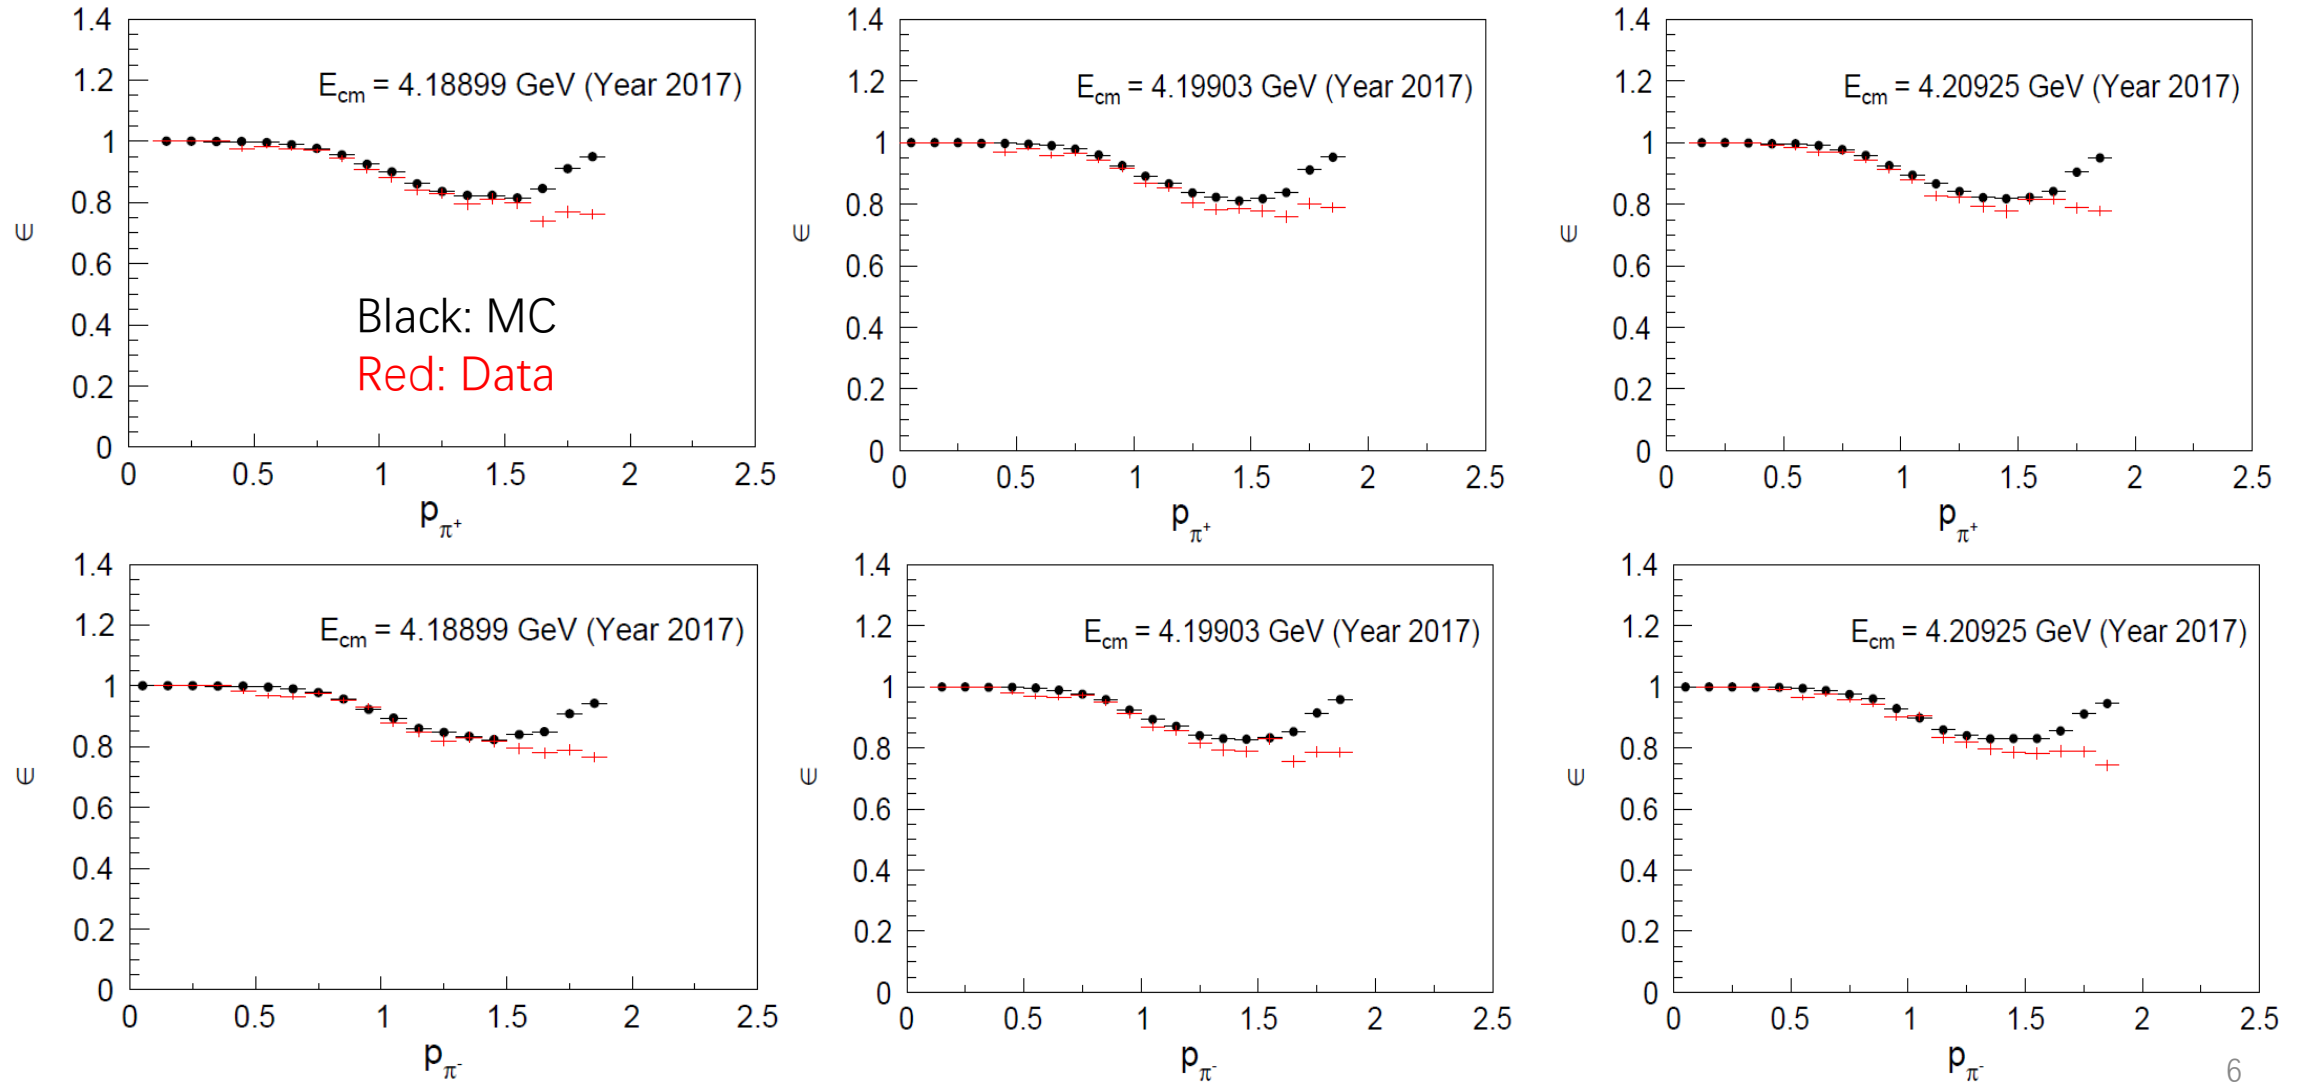 1.4
1.2
1
0.8
0.6
0.4
0.2
0
E_cm = 4.18899 GeV (Year 2017)
Black: MC
Red: Data
∈
0 0.5 1 1.5 2 2.5
p_π⁺
1.4
1.2
1
0.8
0.6
0.4
0.2
0
E_cm = 4.19903 GeV (Year 2017)
∈
0 0.5 1 1.5 2 2.5
p_π⁺
1.4
1.2
1
0.8
0.6
0.4
0.2
0
E_cm = 4.20925 GeV (Year 2017)
∈
0 0.5 1 1.5 2 2.5
p_π⁺
1.4
1.2
1
0.8
0.6
0.4
0.2
0
E_cm = 4.18899 GeV (Year 2017)
∈
0 0.5 1 1.5 2 2.5
p_π⁻
1.4
1.2
1
0.8
0.6
0.4
0.2
0
E_cm = 4.19903 GeV (Year 2017)
∈
0 0.5 1 1.5 2 2.5
p_π⁻
1.4
1.2
1
0.8
0.6
0.4
0.2
0
E_cm = 4.20925 GeV (Year 2017)
∈
0 0.5 1 1.5 2 2.5
p_π⁻
6